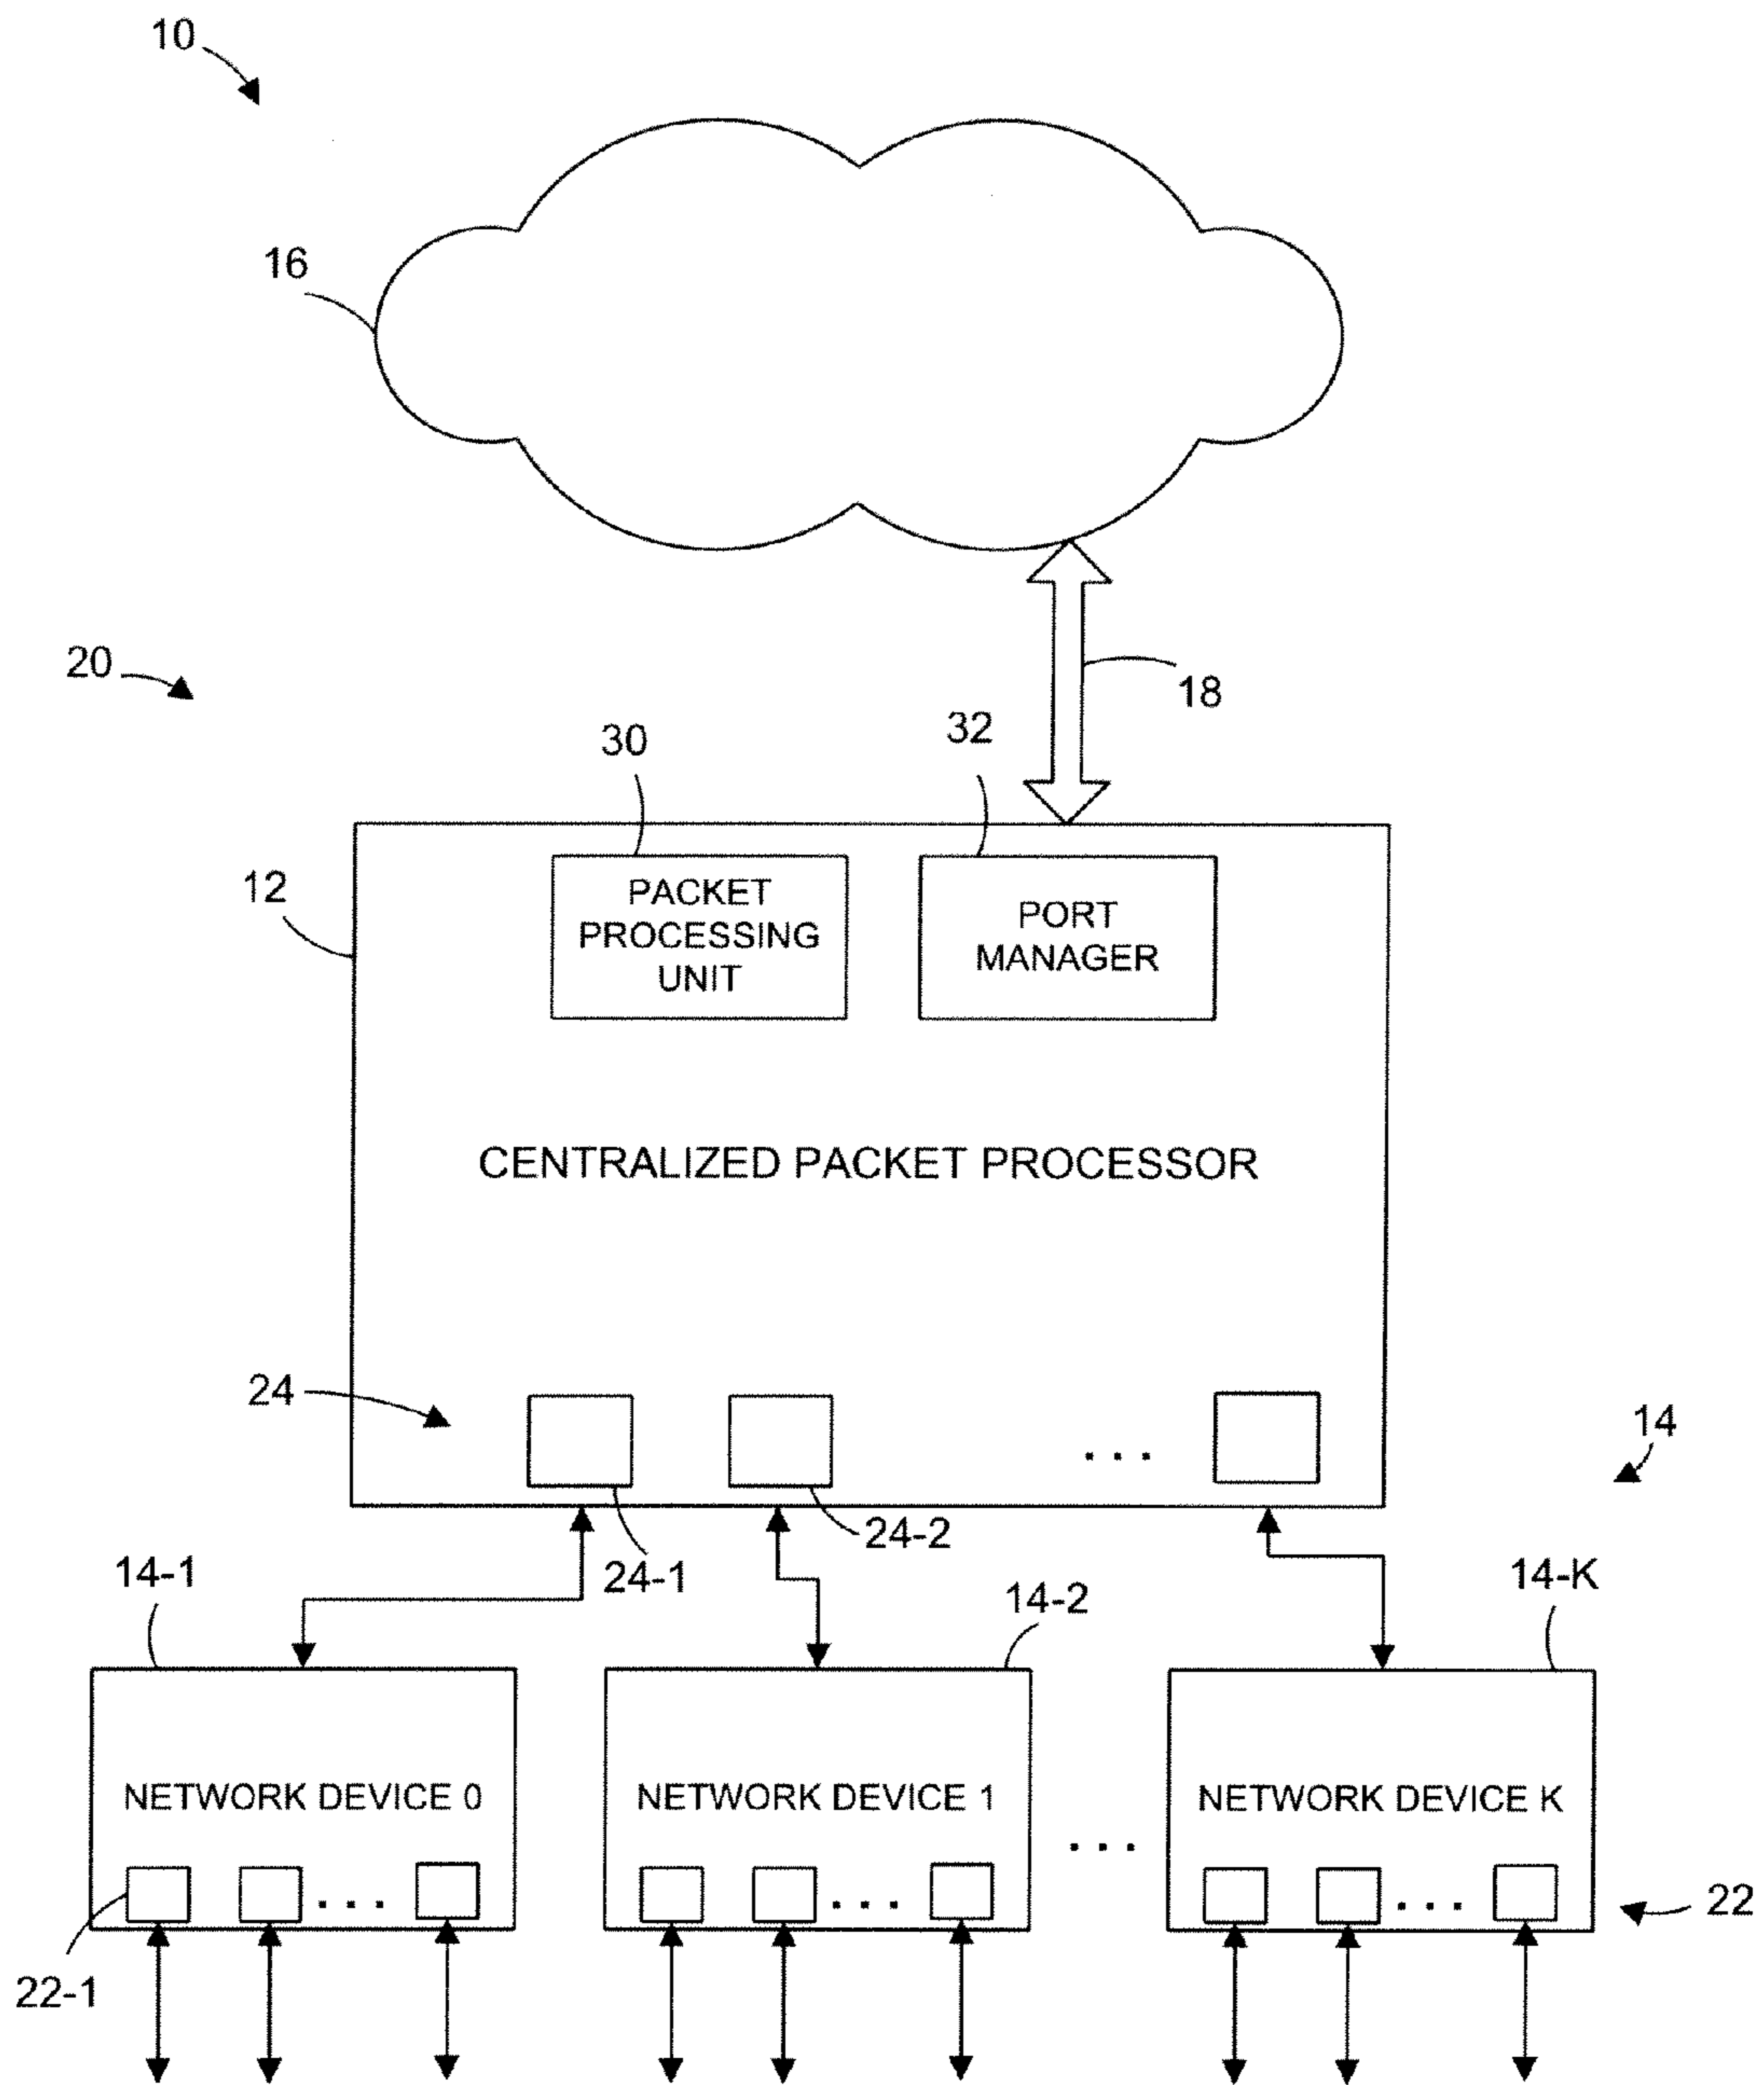 10
16
20
18
30
32
12
PACKET
PROCESSING
UNIT
PORT
MANAGER
CENTRALIZED PACKET PROCESSOR
24
...
14
24-1
24-2
14-1
14-2
14-K
NETWORK DEVICE 0
NETWORK DEVICE 1
NETWORK DEVICE K
...
... ... ...
22
22-1